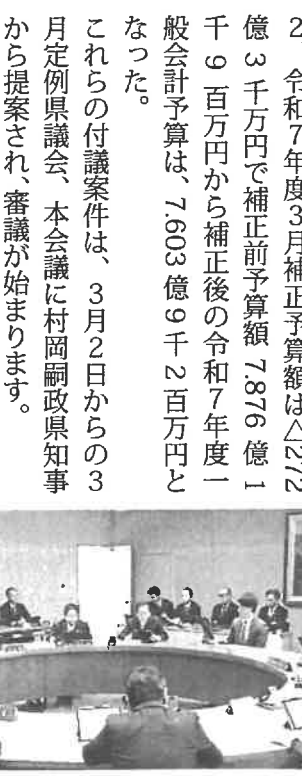 2、令和7年度3月補正予算額は△272
億3千万円で補正前予算額7.876億1
千9百万円から補正後の令和7年度一
般会計予算は、7.603億9千2百万円と
なった。
これらの付議案件は、3月2日からの3
月定例県議会、本会議に村岡嗣政県知事
から提案され、審議が始まります。